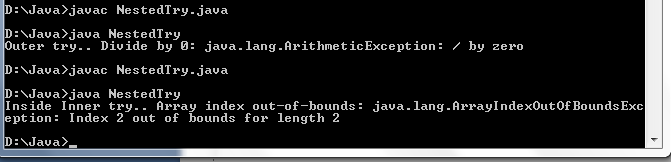 D:\Java>javac NestedTry.java
D:\Java>java NestedTry
Outer try.. Divide by 0: java.lang.ArithmeticException: / by zero
D:\Java>javac NestedTry.java
D:\Java>java NestedTry
Inside Inner try.. Array index out-of-bounds: java.lang.ArrayIndexOutOfBoundsExc
eption: Index 2 out of bounds for length 2
D:\Java>_